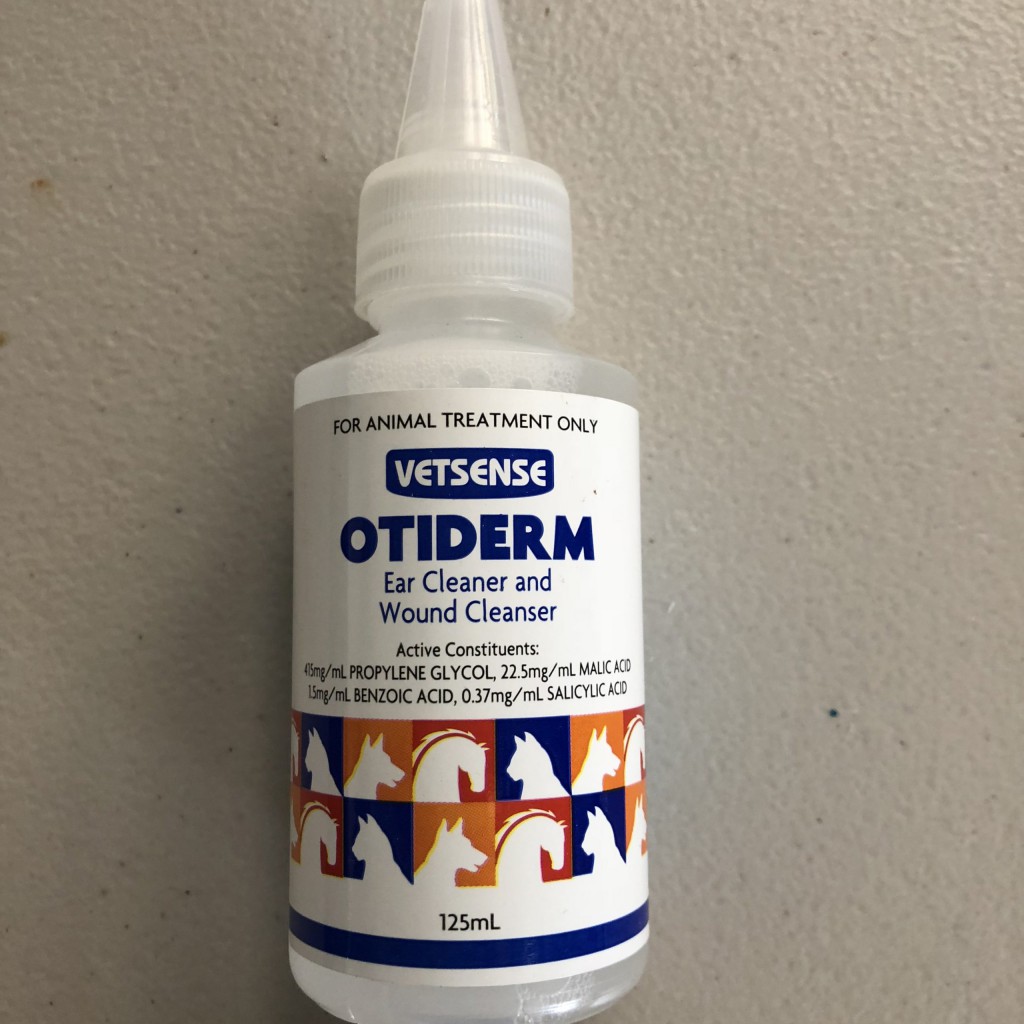 FOR ANIMAL TREATMENT ONLY
VETSENSE
OTIDERM
Ear Cleaner and
Wound Cleanser
Active Constituents:
415mg/mL PROPYLENE GLYCOL, 22.5mg/mL MALIC ACID
1.5mg/mL BENZOIC ACID, 0.37mg/mL SALICYLIC ACID
125mL